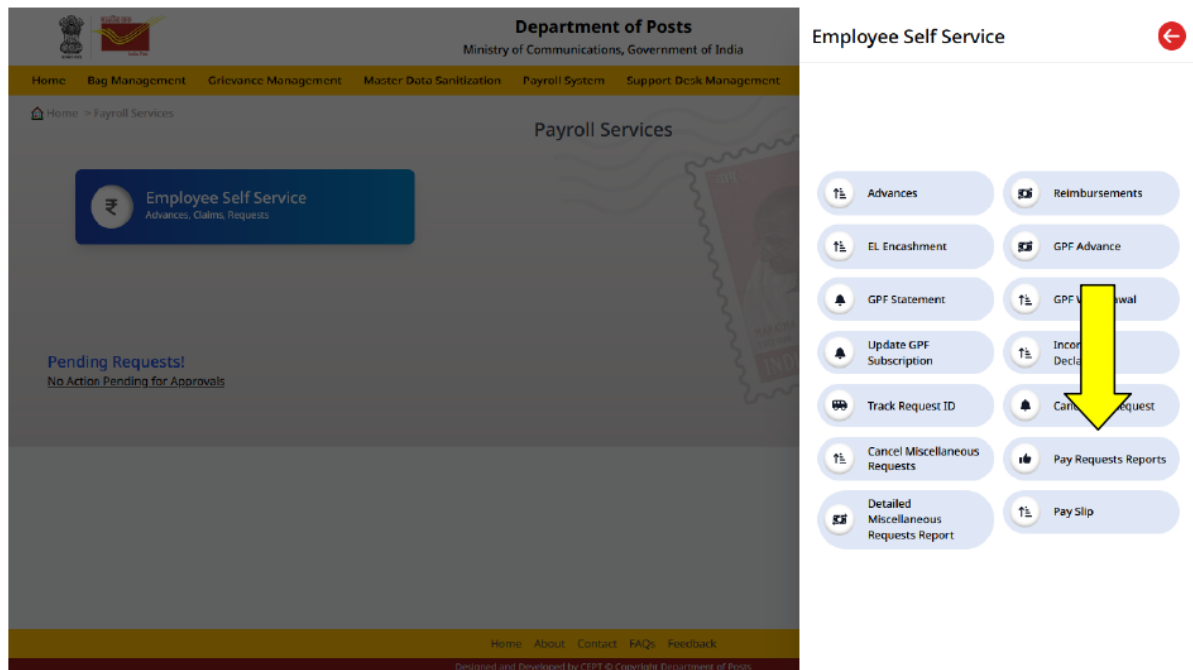 Department of Posts
Ministry of Communications, Government of India
Home Bag Management Grievance Management Master Data Sanitization Payroll System Support Desk Management
Home > Payroll Services
Payroll Services
Employee Self Service
Advances, Claims, Requests
Pending Requests!
No Action Pending for Approvals
Home About Contact FAQs Feedback
Designed and Developed by CEPT © Copyright Department of Posts
Employee Self Service
Advances
Reimbursements
EL Encashment
GPF Advance
GPF Statement
GPF
Update GPF
Subscription
Track Request ID
Cancel Miscellaneous
Requests
Pay Requests Reports
Detailed
Miscellaneous
Requests Report
Pay Slip